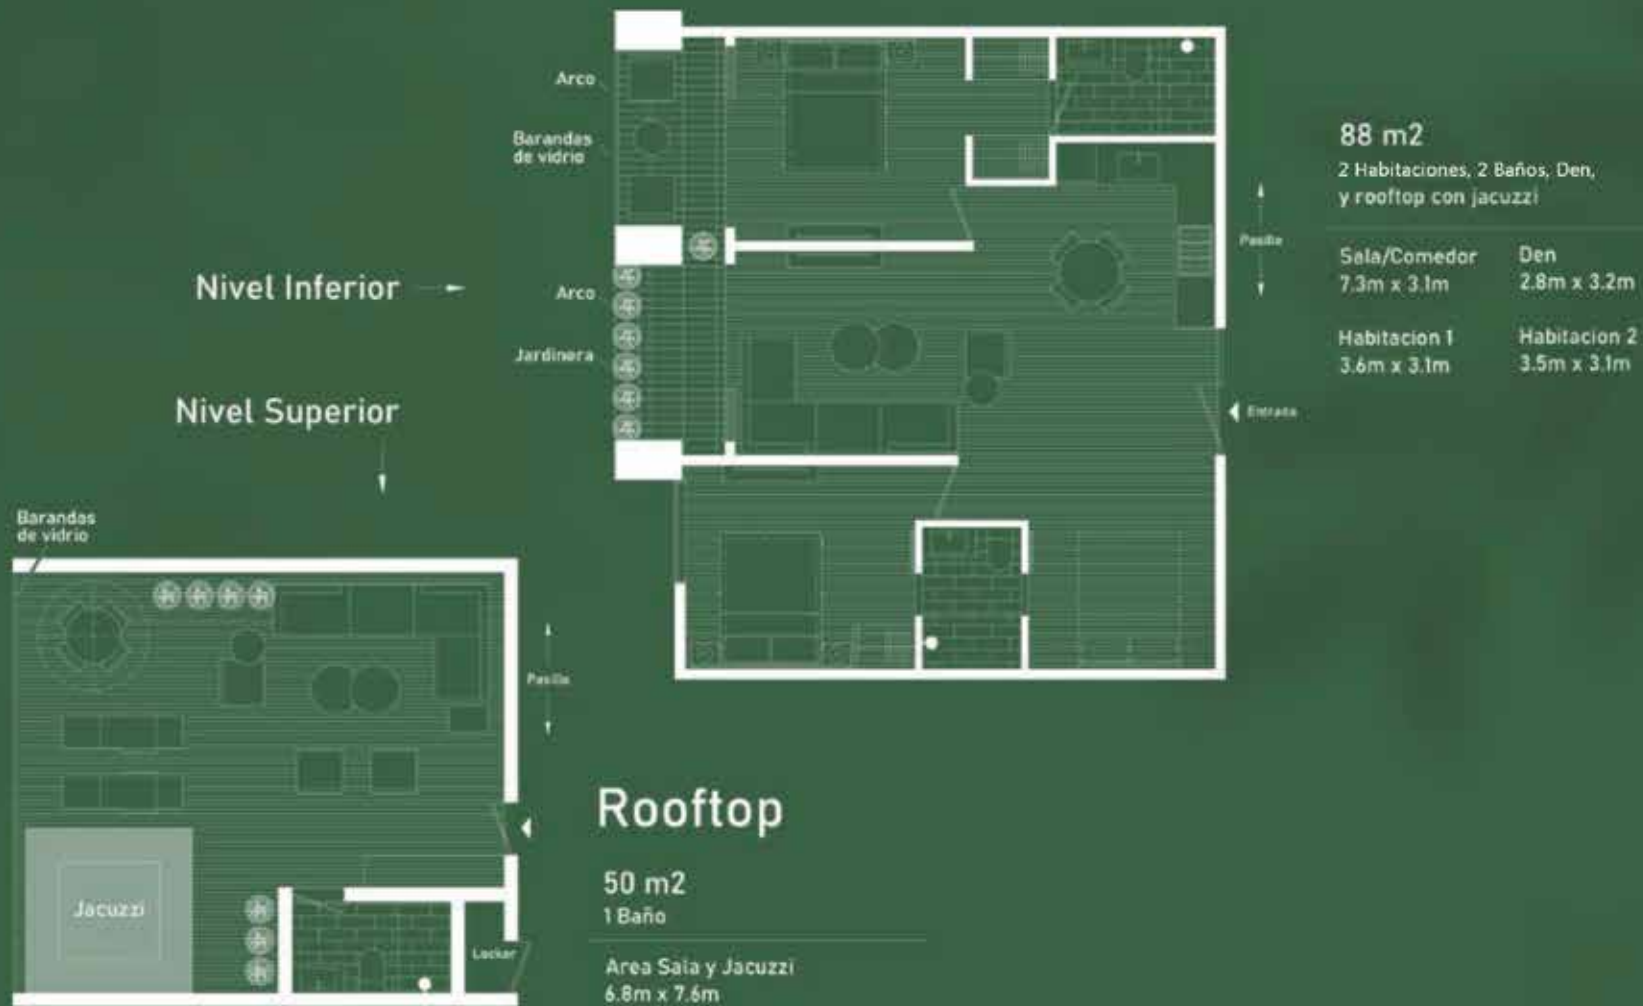 Arco
Barandas
de vidrio
Nivel Inferior
Arco
Jardinera
Nivel Superior
88 m2
2 Habitaciones, 2 Baños, Den,
y rooftop con jacuzzi
Pasillo
Sala/Comedor
7.3m x 3.1m
Den
2.8m x 3.2m
Habitacion 1
3.6m x 3.1m
Habitacion 2
3.5m x 3.1m
Entrada
Barandas
de vidrio
Pasillo
Jacuzzi
Locker
Rooftop
50 m2
1 Baño
Area Sala y Jacuzzi
6.8m x 7.6m